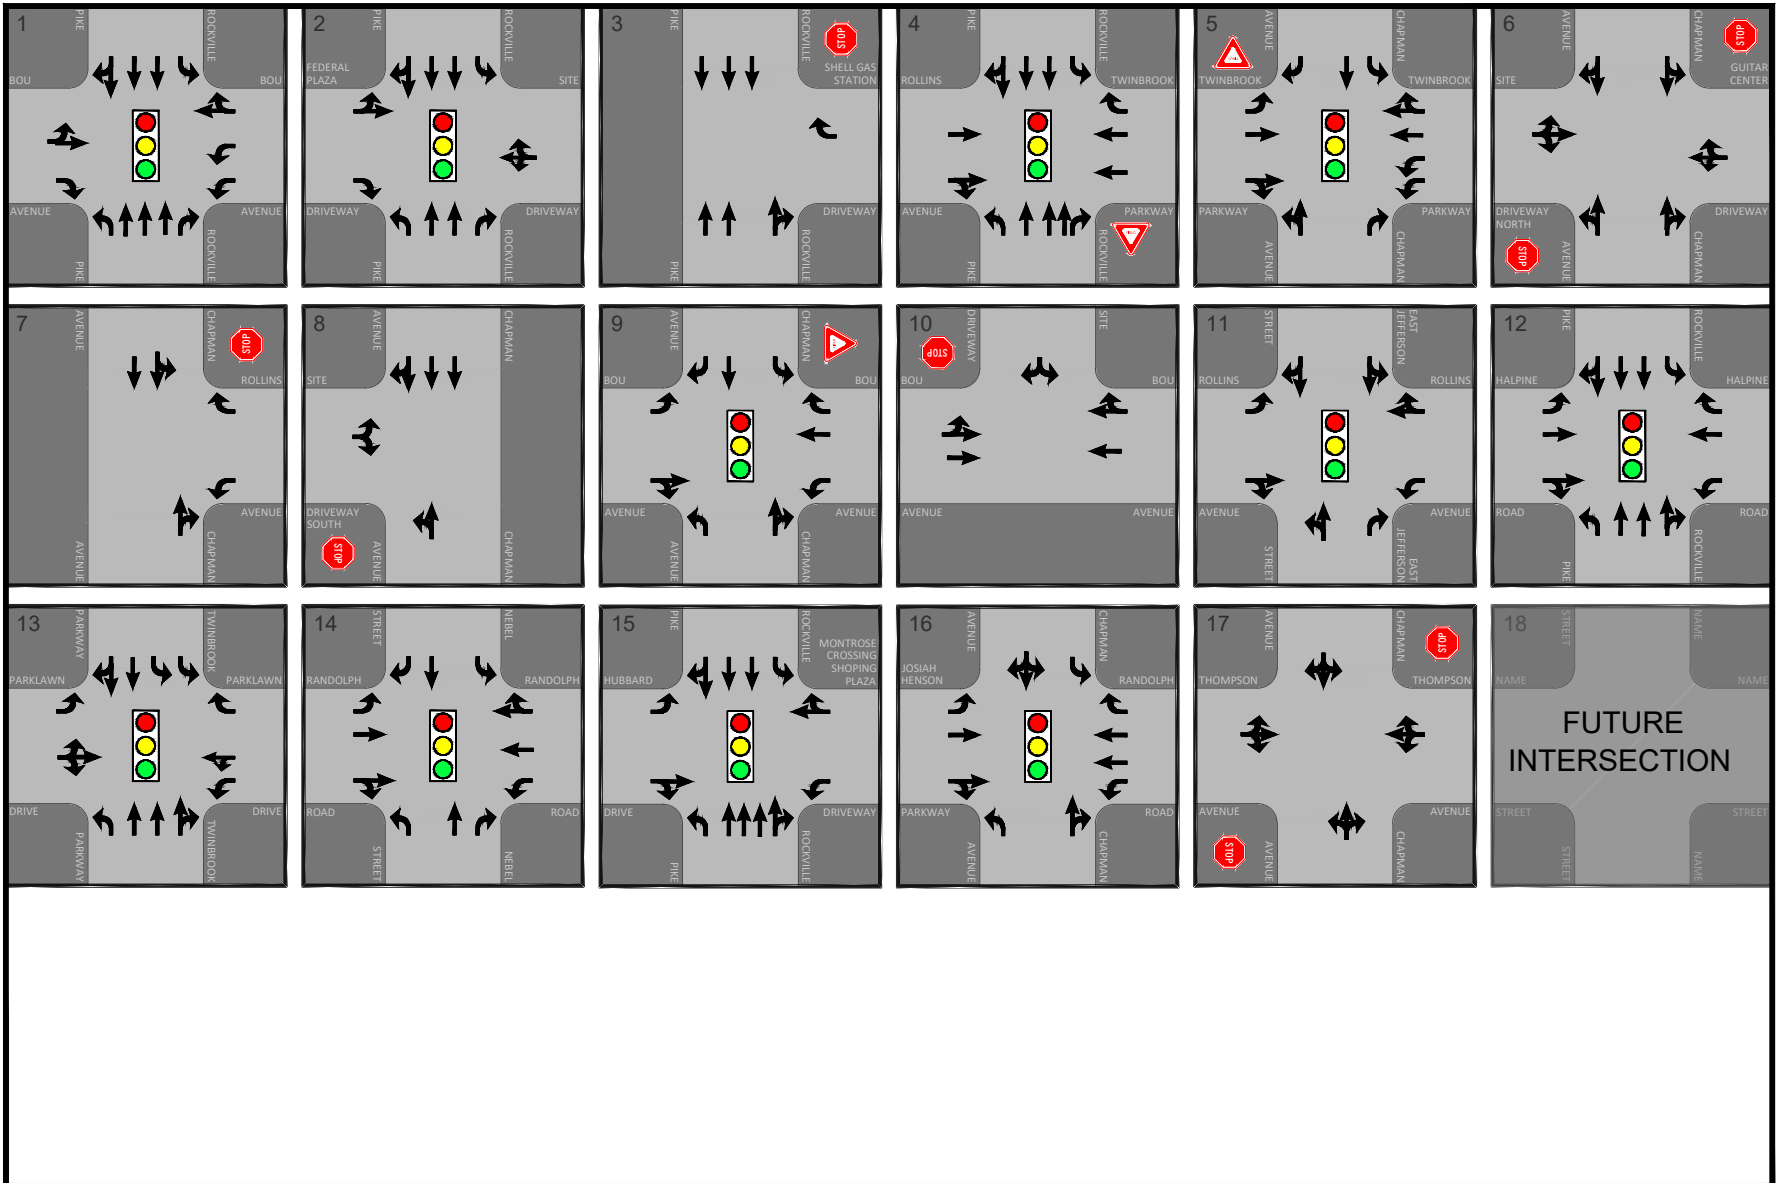 1
PIKE
ROCKVILLE
BOU
BOU
AVENUE
AVENUE
PIKE
ROCKVILLE
2
PIKE
ROCKVILLE
FEDERAL
PLAZA
SITE
DRIVEWAY
DRIVEWAY
PIKE
ROCKVILLE
3
PIKE
ROCKVILLE
STOP
SHELL GAS
STATION
DRIVEWAY
PIKE
ROCKVILLE
4
PIKE
ROCKVILLE
ROLLINS
TWINBROOK
AVENUE
PARKWAY
PIKE
ROCKVILLE
5
AVENUE
CHAPMAN
TWINBROOK
TWINBROOK
PARKWAY
PARKWAY
AVENUE
CHAPMAN
6
AVENUE
CHAPMAN
STOP
SITE
GUITAR
CENTER
DRIVEWAY
NORTH
DRIVEWAY
STOP
AVENUE
CHAPMAN
7
AVENUE
CHAPMAN
STOP
ROLLINS
AVENUE
AVENUE
CHAPMAN
8
AVENUE
CHAPMAN
SITE
DRIVEWAY
SOUTH
STOP
AVENUE
CHAPMAN
9
AVENUE
CHAPMAN
BOU
BOU
AVENUE
AVENUE
AVENUE
CHAPMAN
10
DRIVEWAY
SITE
STOP
BOU
BOU
AVENUE
AVENUE
11
STREET
EAST
JEFFERSON
ROLLINS
ROLLINS
AVENUE
AVENUE
STREET
EAST
JEFFERSON
12
PIKE
ROCKVILLE
HALPINE
HALPINE
ROAD
ROAD
PIKE
ROCKVILLE
13
PARKWAY
TWINBROOK
PARKLAWN
PARKLAWN
DRIVE
DRIVE
PARKWAY
TWINBROOK
14
STREET
NEBEL
RANDOLPH
RANDOLPH
ROAD
ROAD
STREET
NEBEL
15
PIKE
ROCKVILLE
MONTROSE
CROSSING
SHOPING
PLAZA
HUBBARD
DRIVE
DRIVEWAY
PIKE
ROCKVILLE
16
AVENUE
CHAPMAN
JOSIAH
HENSON
RANDOLPH
PARKWAY
ROAD
AVENUE
CHAPMAN
17
AVENUE
CHAPMAN
STOP
THOMPSON
THOMPSON
AVENUE
AVENUE
STOP
AVENUE
CHAPMAN
18
STREET
NAME
NAME
NAME
FUTURE
INTERSECTION
STREET
STREET
STREET
NAME